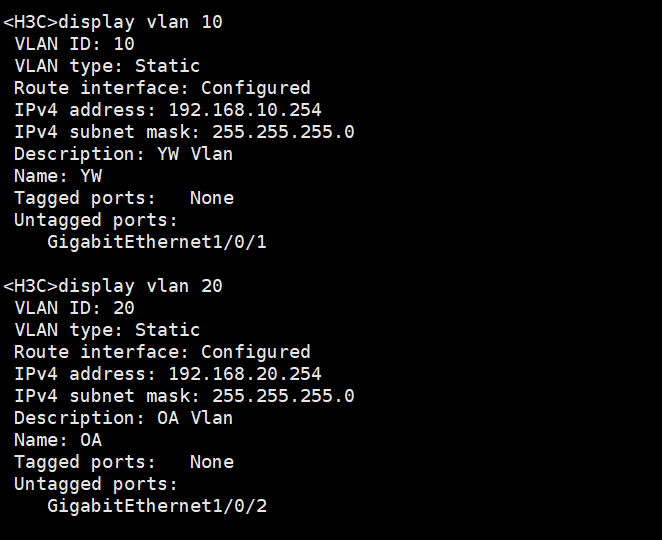 <H3C>display vlan 10
VLAN ID: 10
VLAN type: Static
Route interface: Configured
IPv4 address: 192.168.10.254
IPv4 subnet mask: 255.255.255.0
Description: YW Vlan
Name: YW
Tagged ports:   None
Untagged ports:
GigabitEthernet1/0/1
<H3C>display vlan 20
VLAN ID: 20
VLAN type: Static
Route interface: Configured
IPv4 address: 192.168.20.254
IPv4 subnet mask: 255.255.255.0
Description: OA Vlan
Name: OA
Tagged ports:   None
Untagged ports:
GigabitEthernet1/0/2